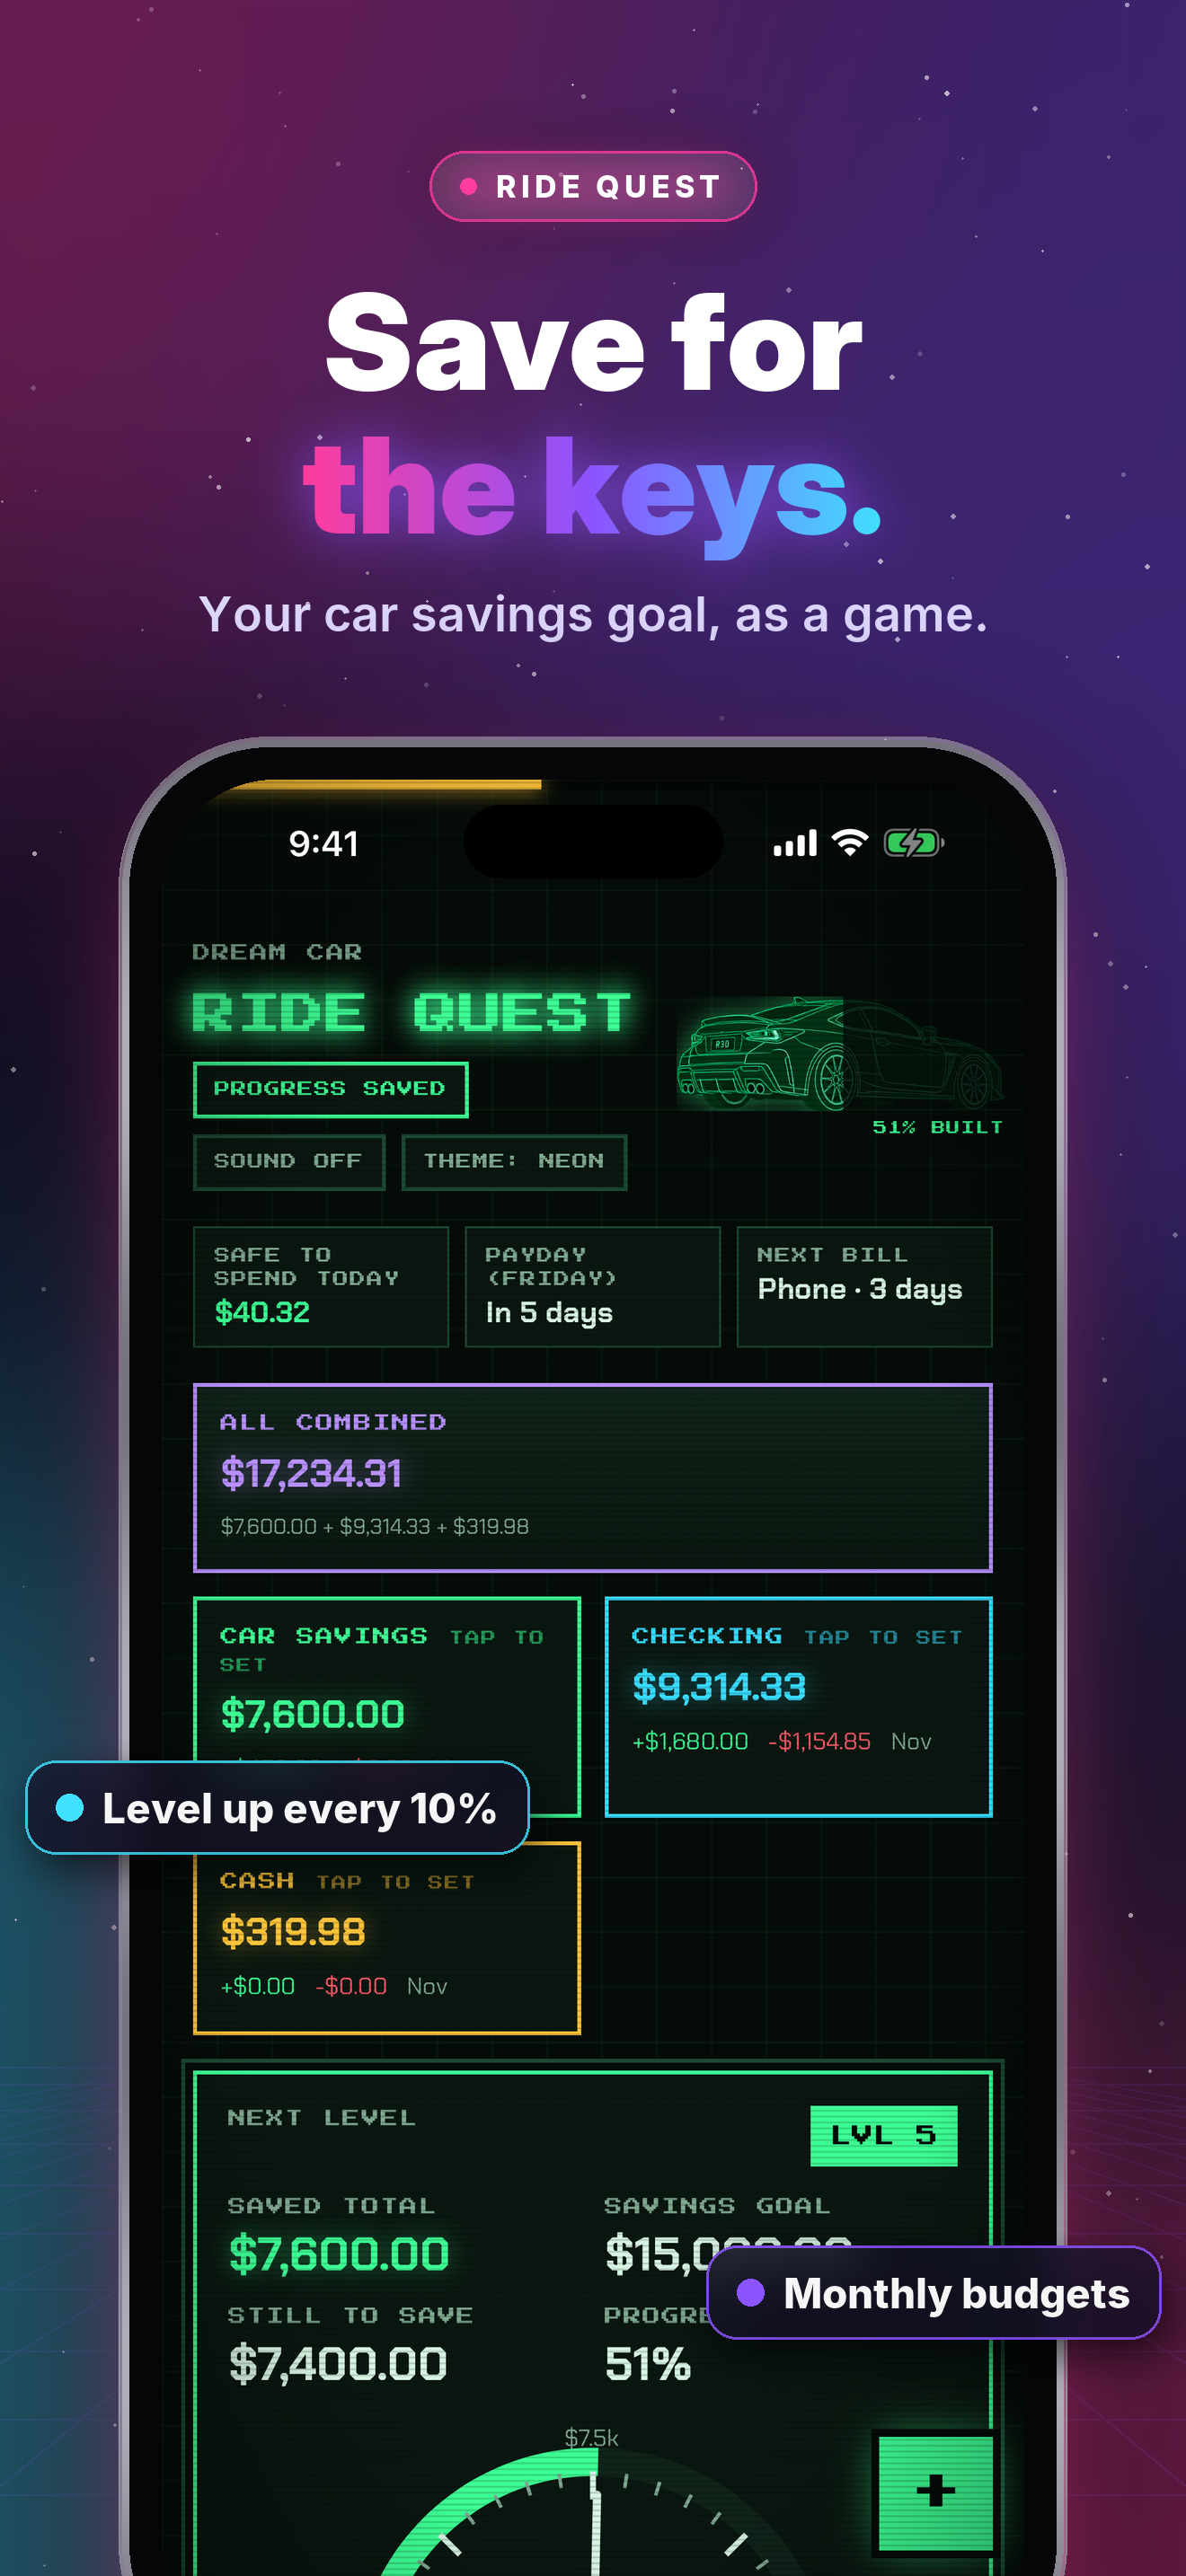 RIDE QUEST
Save for
the keys.
Your car savings goal, as a game.
9:41
DREAM CAR
RIDE QUEST
R3D
PROGRESS SAVED
51% BUILT
SOUND OFF
THEME: NEON
SAFE TO
SPEND TODAY
$40.32
PAYDAY
(FRIDAY)
In 5 days
NEXT BILL
Phone · 3 days
ALL COMBINED
$17,234.31
$7,600.00 + $9,314.33 + $319.98
CAR SAVINGS TAP TO
SET
$7,600.00
CHECKING TAP TO SET
$9,314.33
+$1,680.00 -$1,154.85 Nov
Level up every 10%
CASH TAP TO SET
$319.98
+$0.00 -$0.00 Nov
NEXT LEVEL
LVL 5
SAVED TOTAL
$7,600.00
SAVINGS GOAL
$15,0
Monthly budgets
STILL TO SAVE
$7,400.00
PROGRE
51%
$7.5k
+